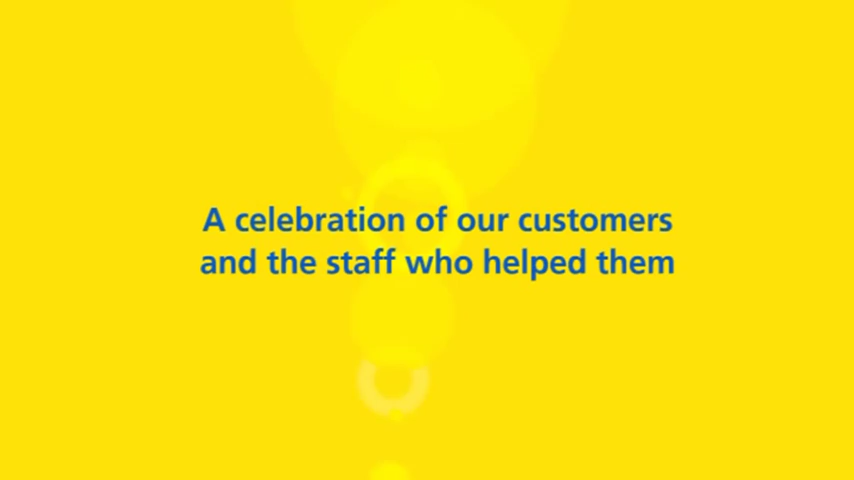 A celebration of our customers
and the staff who helped them